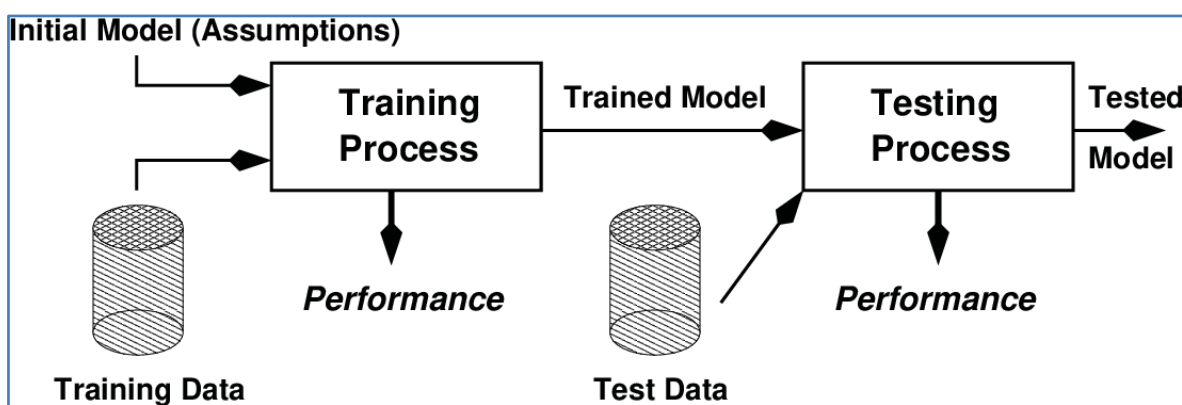 Initial Model (Assumptions)
Training
Process
Trained Model
Testing
Process
Tested
Model
Performance
Performance
Training Data
Test Data